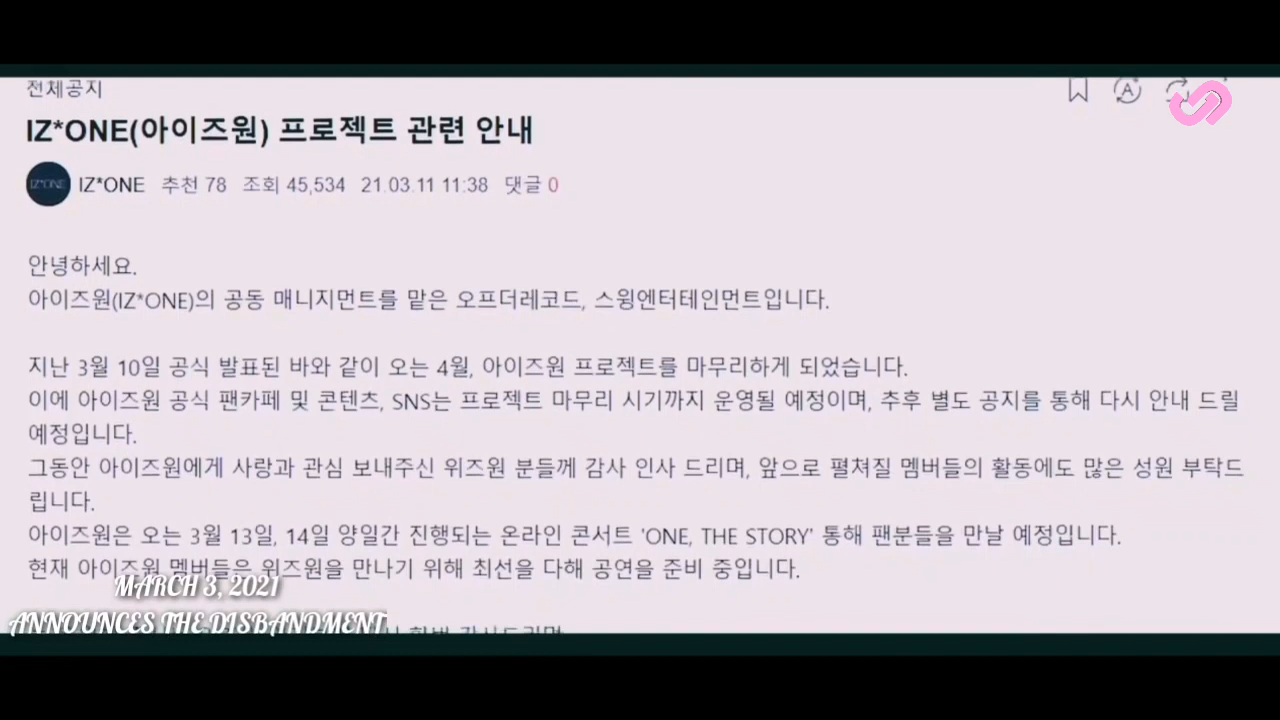 전체공지
IZ*ONE(아이즈원) 프로젝트 관련 안내
IZ*ONE IZ*ONE 추천 78 조회 45,534 21.03.11 11:38 댓글 0
안녕하세요.
아이즈원(IZ*ONE)의 공동 매니지먼트를 맡은 오프더레코드, 스윙엔터테인먼트입니다.
지난 3월 10일 공식 발표된 바와 같이 오는 4월, 아이즈원 프로젝트를 마무리하게 되었습니다.
이에 아이즈원 공식 팬카페 및 콘텐츠, SNS는 프로젝트 마무리 시기까지 운영될 예정이며, 추후 별도 공지를 통해 다시 안내 드릴
예정입니다.
그동안 아이즈원에게 사랑과 관심 보내주신 위즈원 분들께 감사 인사 드리며, 앞으로 펼쳐질 멤버들의 활동에도 많은 성원 부탁드
립니다.
아이즈원은 오는 3월 13일, 14일 양일간 진행되는 온라인 콘서트 'ONE, THE STORY' 통해 팬분들을 만날 예정입니다.
현재 아이즈원 멤버들은 위즈원을 만나기 위해 최선을 다해 공연을 준비 중입니다.
MARCH 3, 2021
ANNOUNCES THE DISBANDMENT